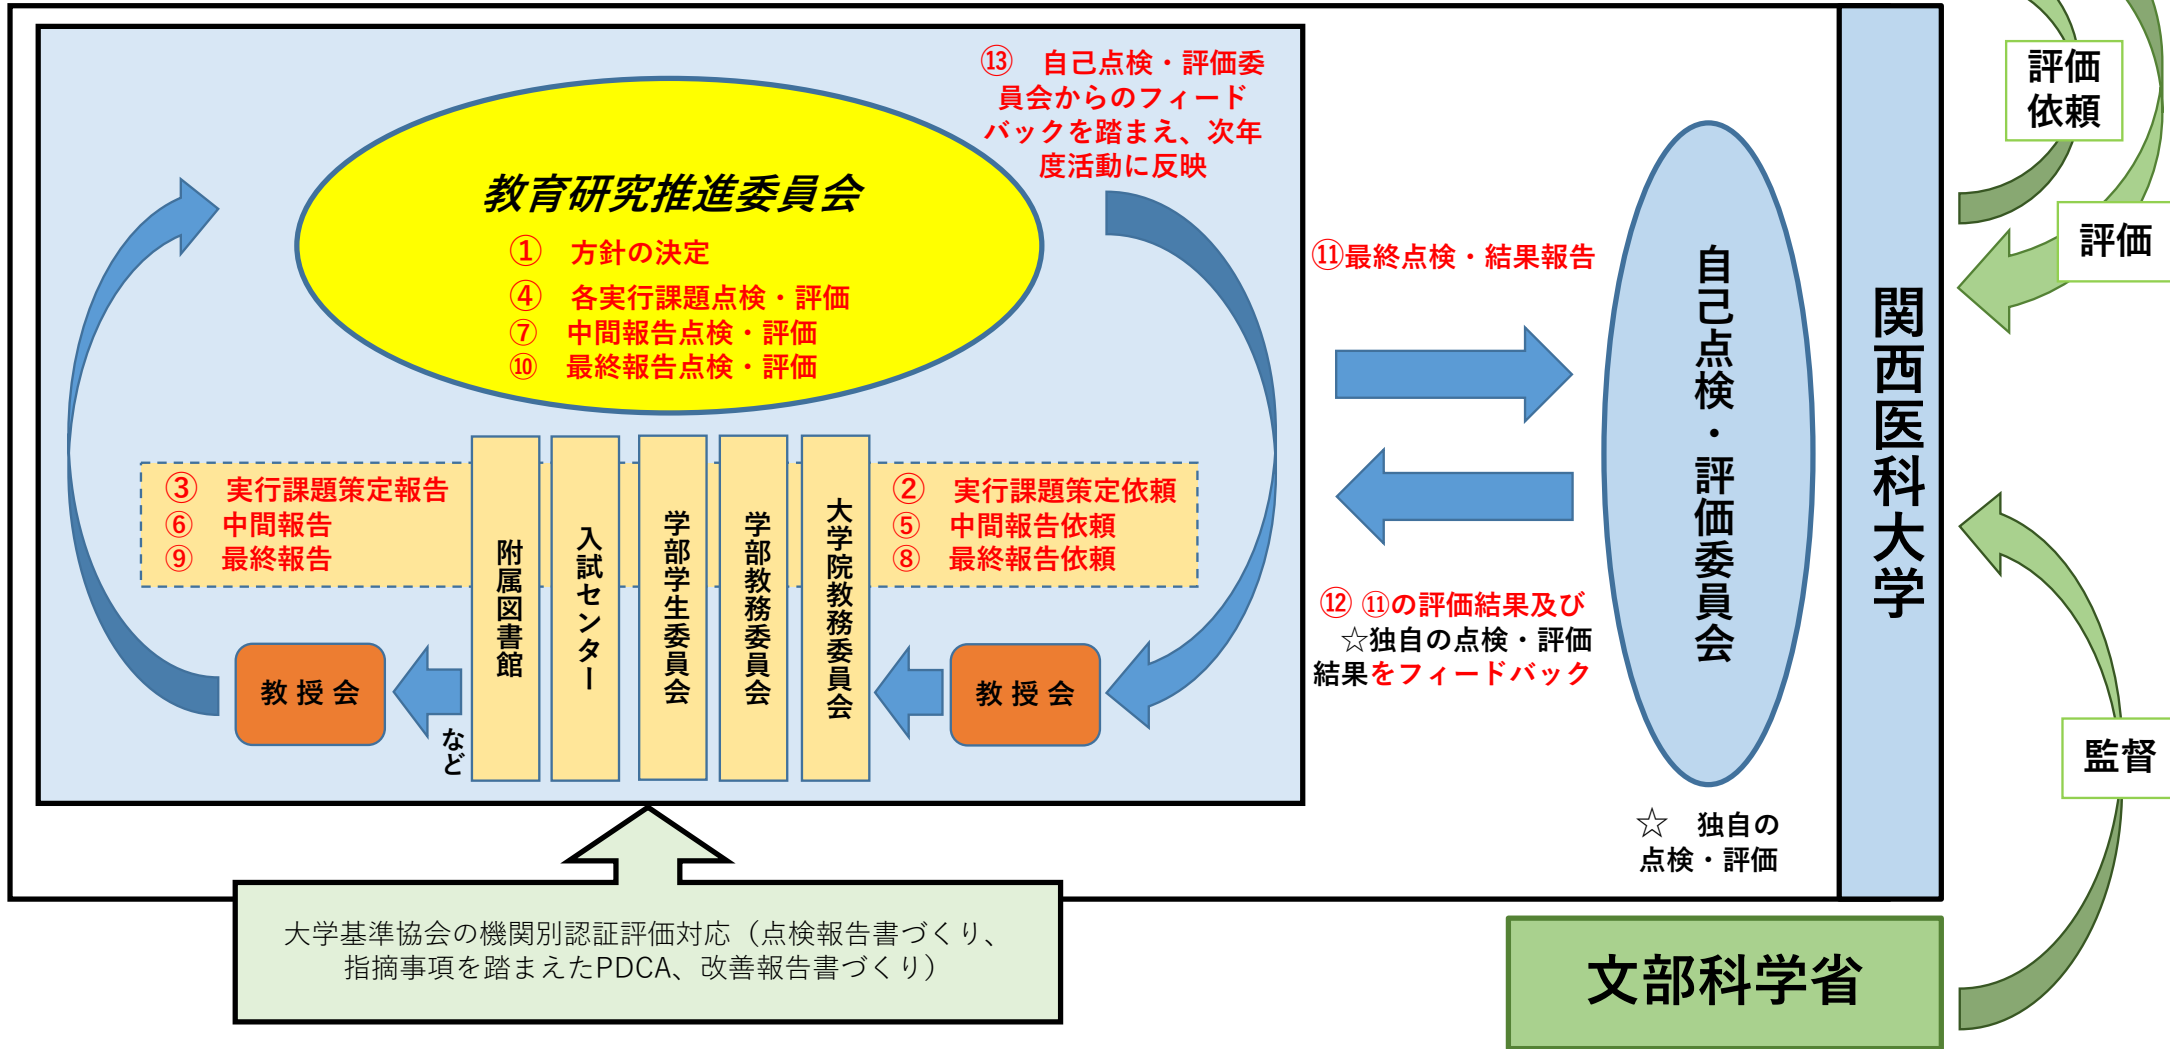 ⑬ 自己点検・評価委
員会からのフィード
バックを踏まえ、次年
度活動に反映
教育研究推進委員会
① 方針の決定
④ 各実行課題点検・評価
⑦ 中間報告点検・評価
⑩ 最終報告点検・評価
③ 実行課題策定報告
⑥ 中間報告
⑨ 最終報告
附属図書館
入試センター
学部学生委員会
学部教務委員会
大学院教務委員会
② 実行課題策定依頼
⑤ 中間報告依頼
⑧ 最終報告依頼
教授会
など
教授会
⑪最終点検・結果報告
⑫ ⑪の評価結果及び
☆独自の点検・評価
結果をフィードバック
自己点検・評価委員会
☆ 独自の
点検・評価
関西医科大学
評価
依頼
評価
監督
文部科学省
大学基準協会の機関別認証評価対応（点検報告書づくり、
指摘事項を踏まえたPDCA、改善報告書づくり）